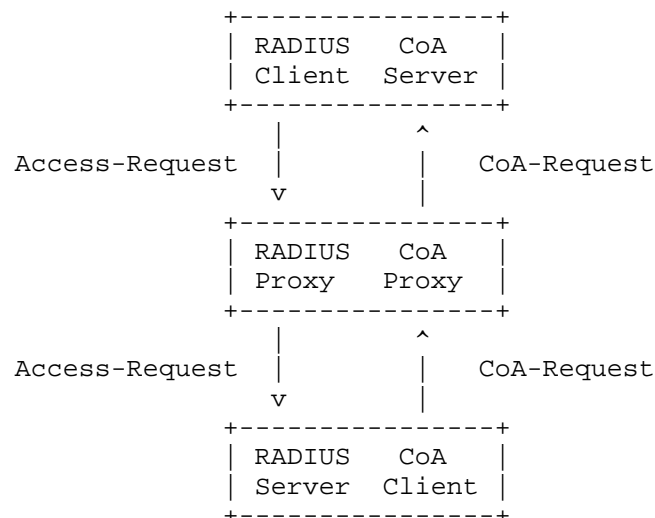 RADIUS CoA
Client Server
Access-Request CoA-Request
RADIUS CoA
Proxy Proxy
Access-Request CoA-Request
RADIUS CoA
Server Client